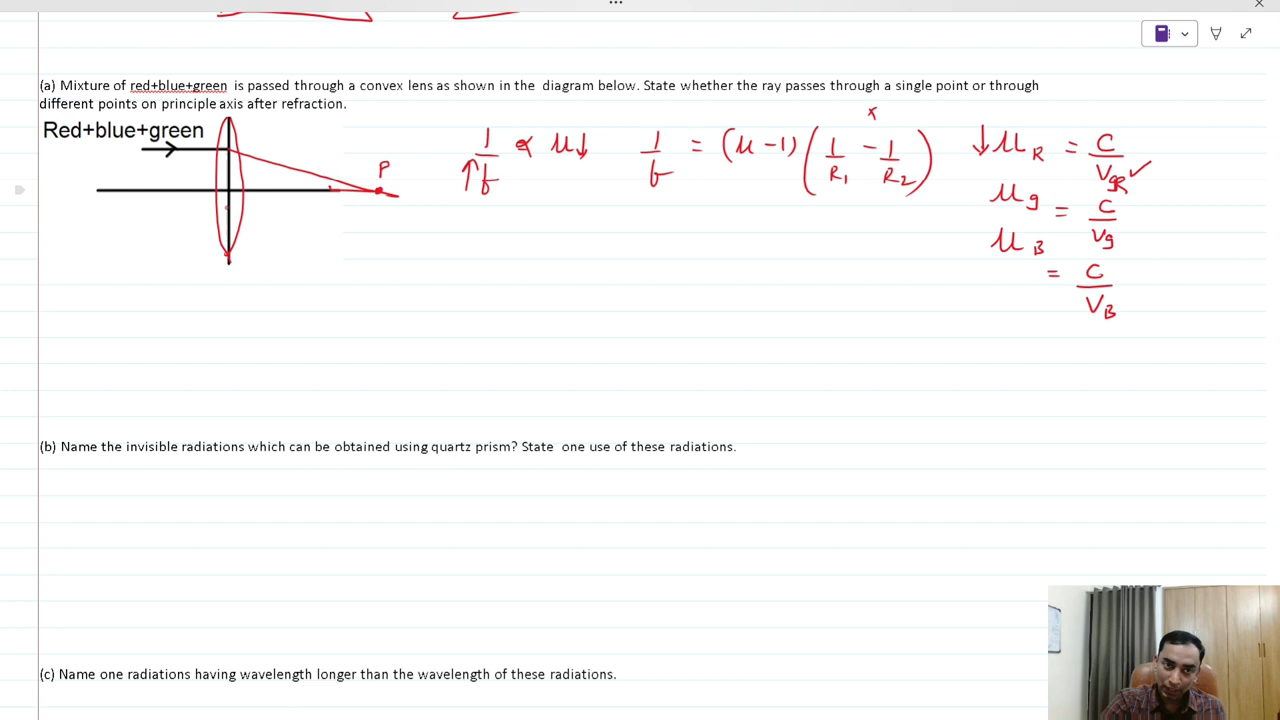 (a) Mixture of red+blue+green is passed through a convex lens as shown in the diagram below. State whether the ray passes through a single point or through
different points on principle axis after refraction.
Red+blue+green
P
1/f ∝ μ↓
↑
1/f = (μ - 1) (1/R1 - 1/R2)
x
↓μR = C/VR ✓
μg = C/Vg
μB = C/VB
(b) Name the invisible radiations which can be obtained using quartz prism? State one use of these radiations.
(c) Name one radiations having wavelength longer than the wavelength of these radiations.